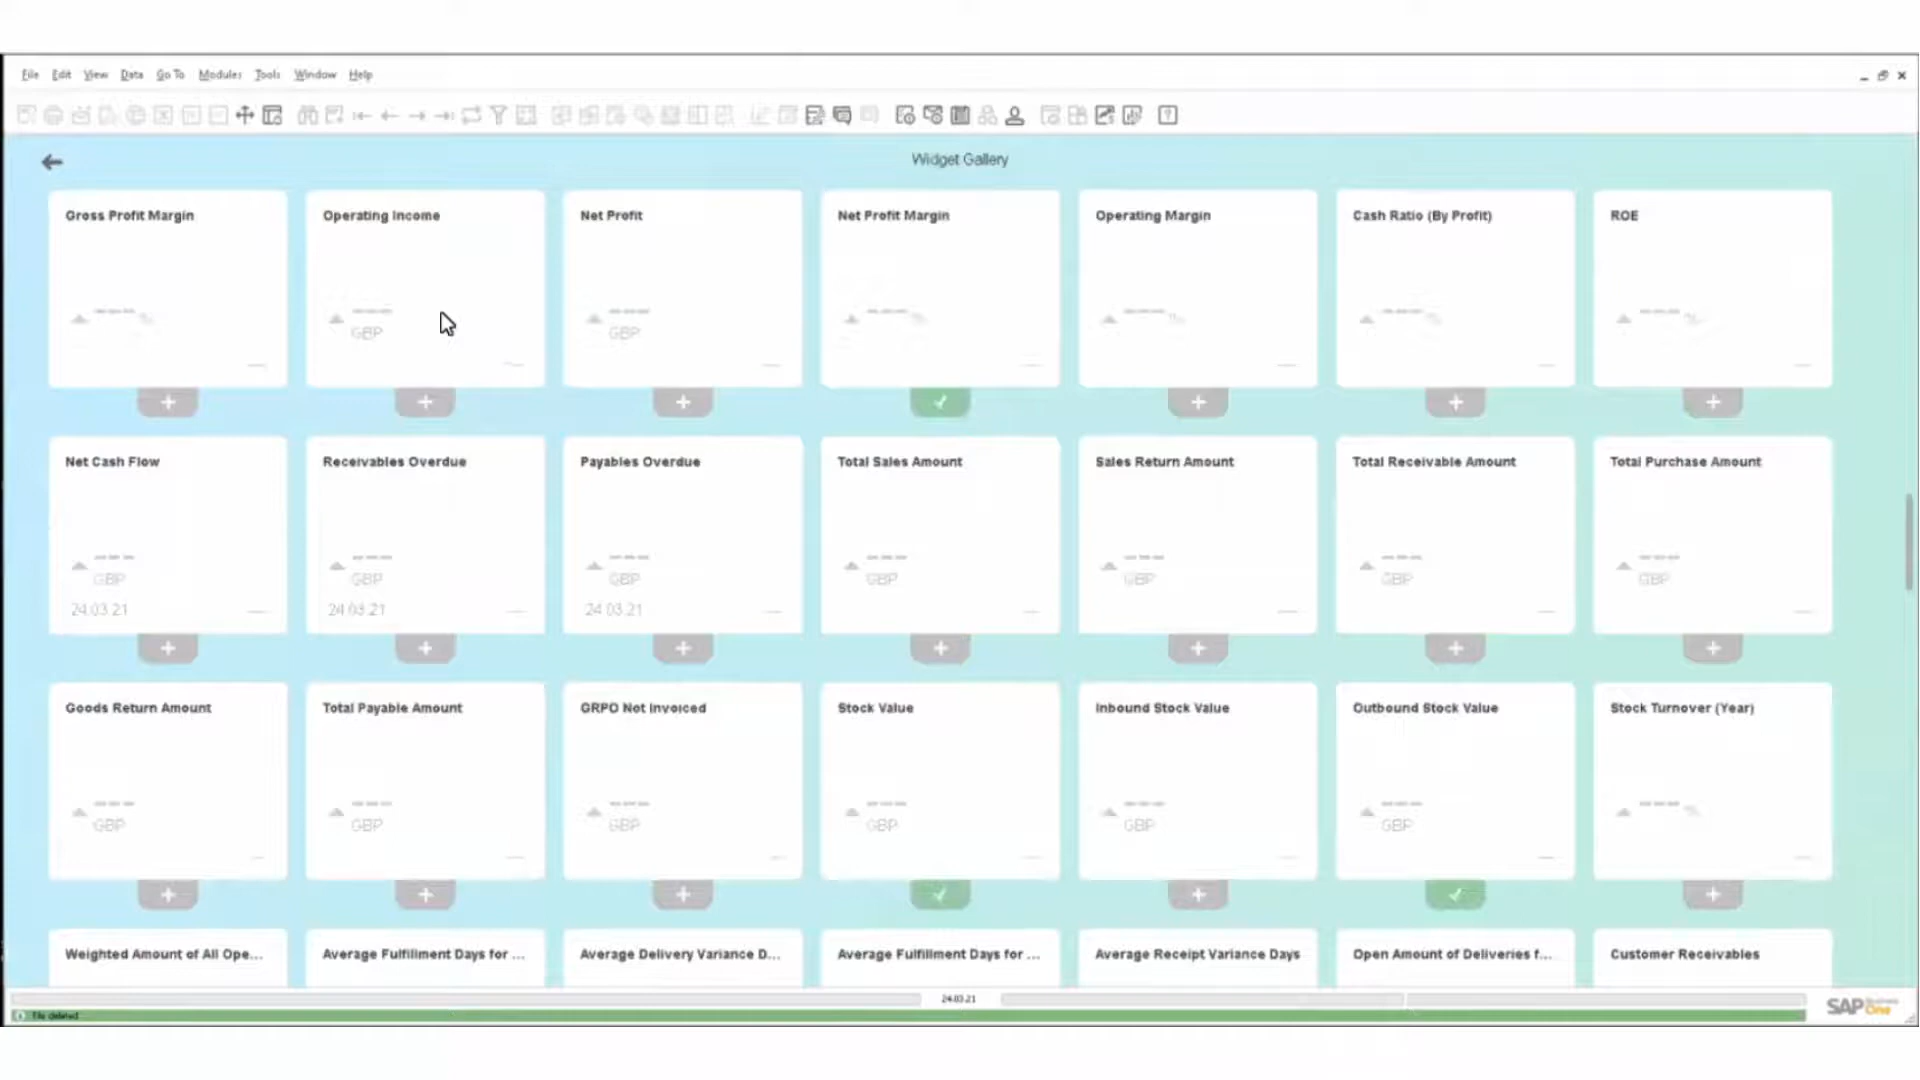 File Edit View Data Go To Modules Tools Window Help
Widget Gallery
Gross Profit Margin Operating Income Net Profit Net Profit Margin Operating Margin Cash Ratio (By Profit) ROE
GBP GBP
Net Cash Flow Receivables Overdue Payables Overdue Total Sales Amount Sales Return Amount Total Receivable Amount Total Purchase Amount
GBP GBP GBP GBP GBP GBP GBP
24.03.21 24.03.21 24.03.21
Goods Return Amount Total Payable Amount GRPO Not Invoiced Stock Value Inbound Stock Value Outbound Stock Value Stock Turnover (Year)
GBP GBP GBP GBP GBP GBP
Weighted Amount of All Ope... Average Fulfillment Days for ... Average Delivery Variance D... Average Fulfillment Days for ... Average Receipt Variance Days Open Amount of Deliveries f... Customer Receivables
24.03.21
SAP Business One
File deleted